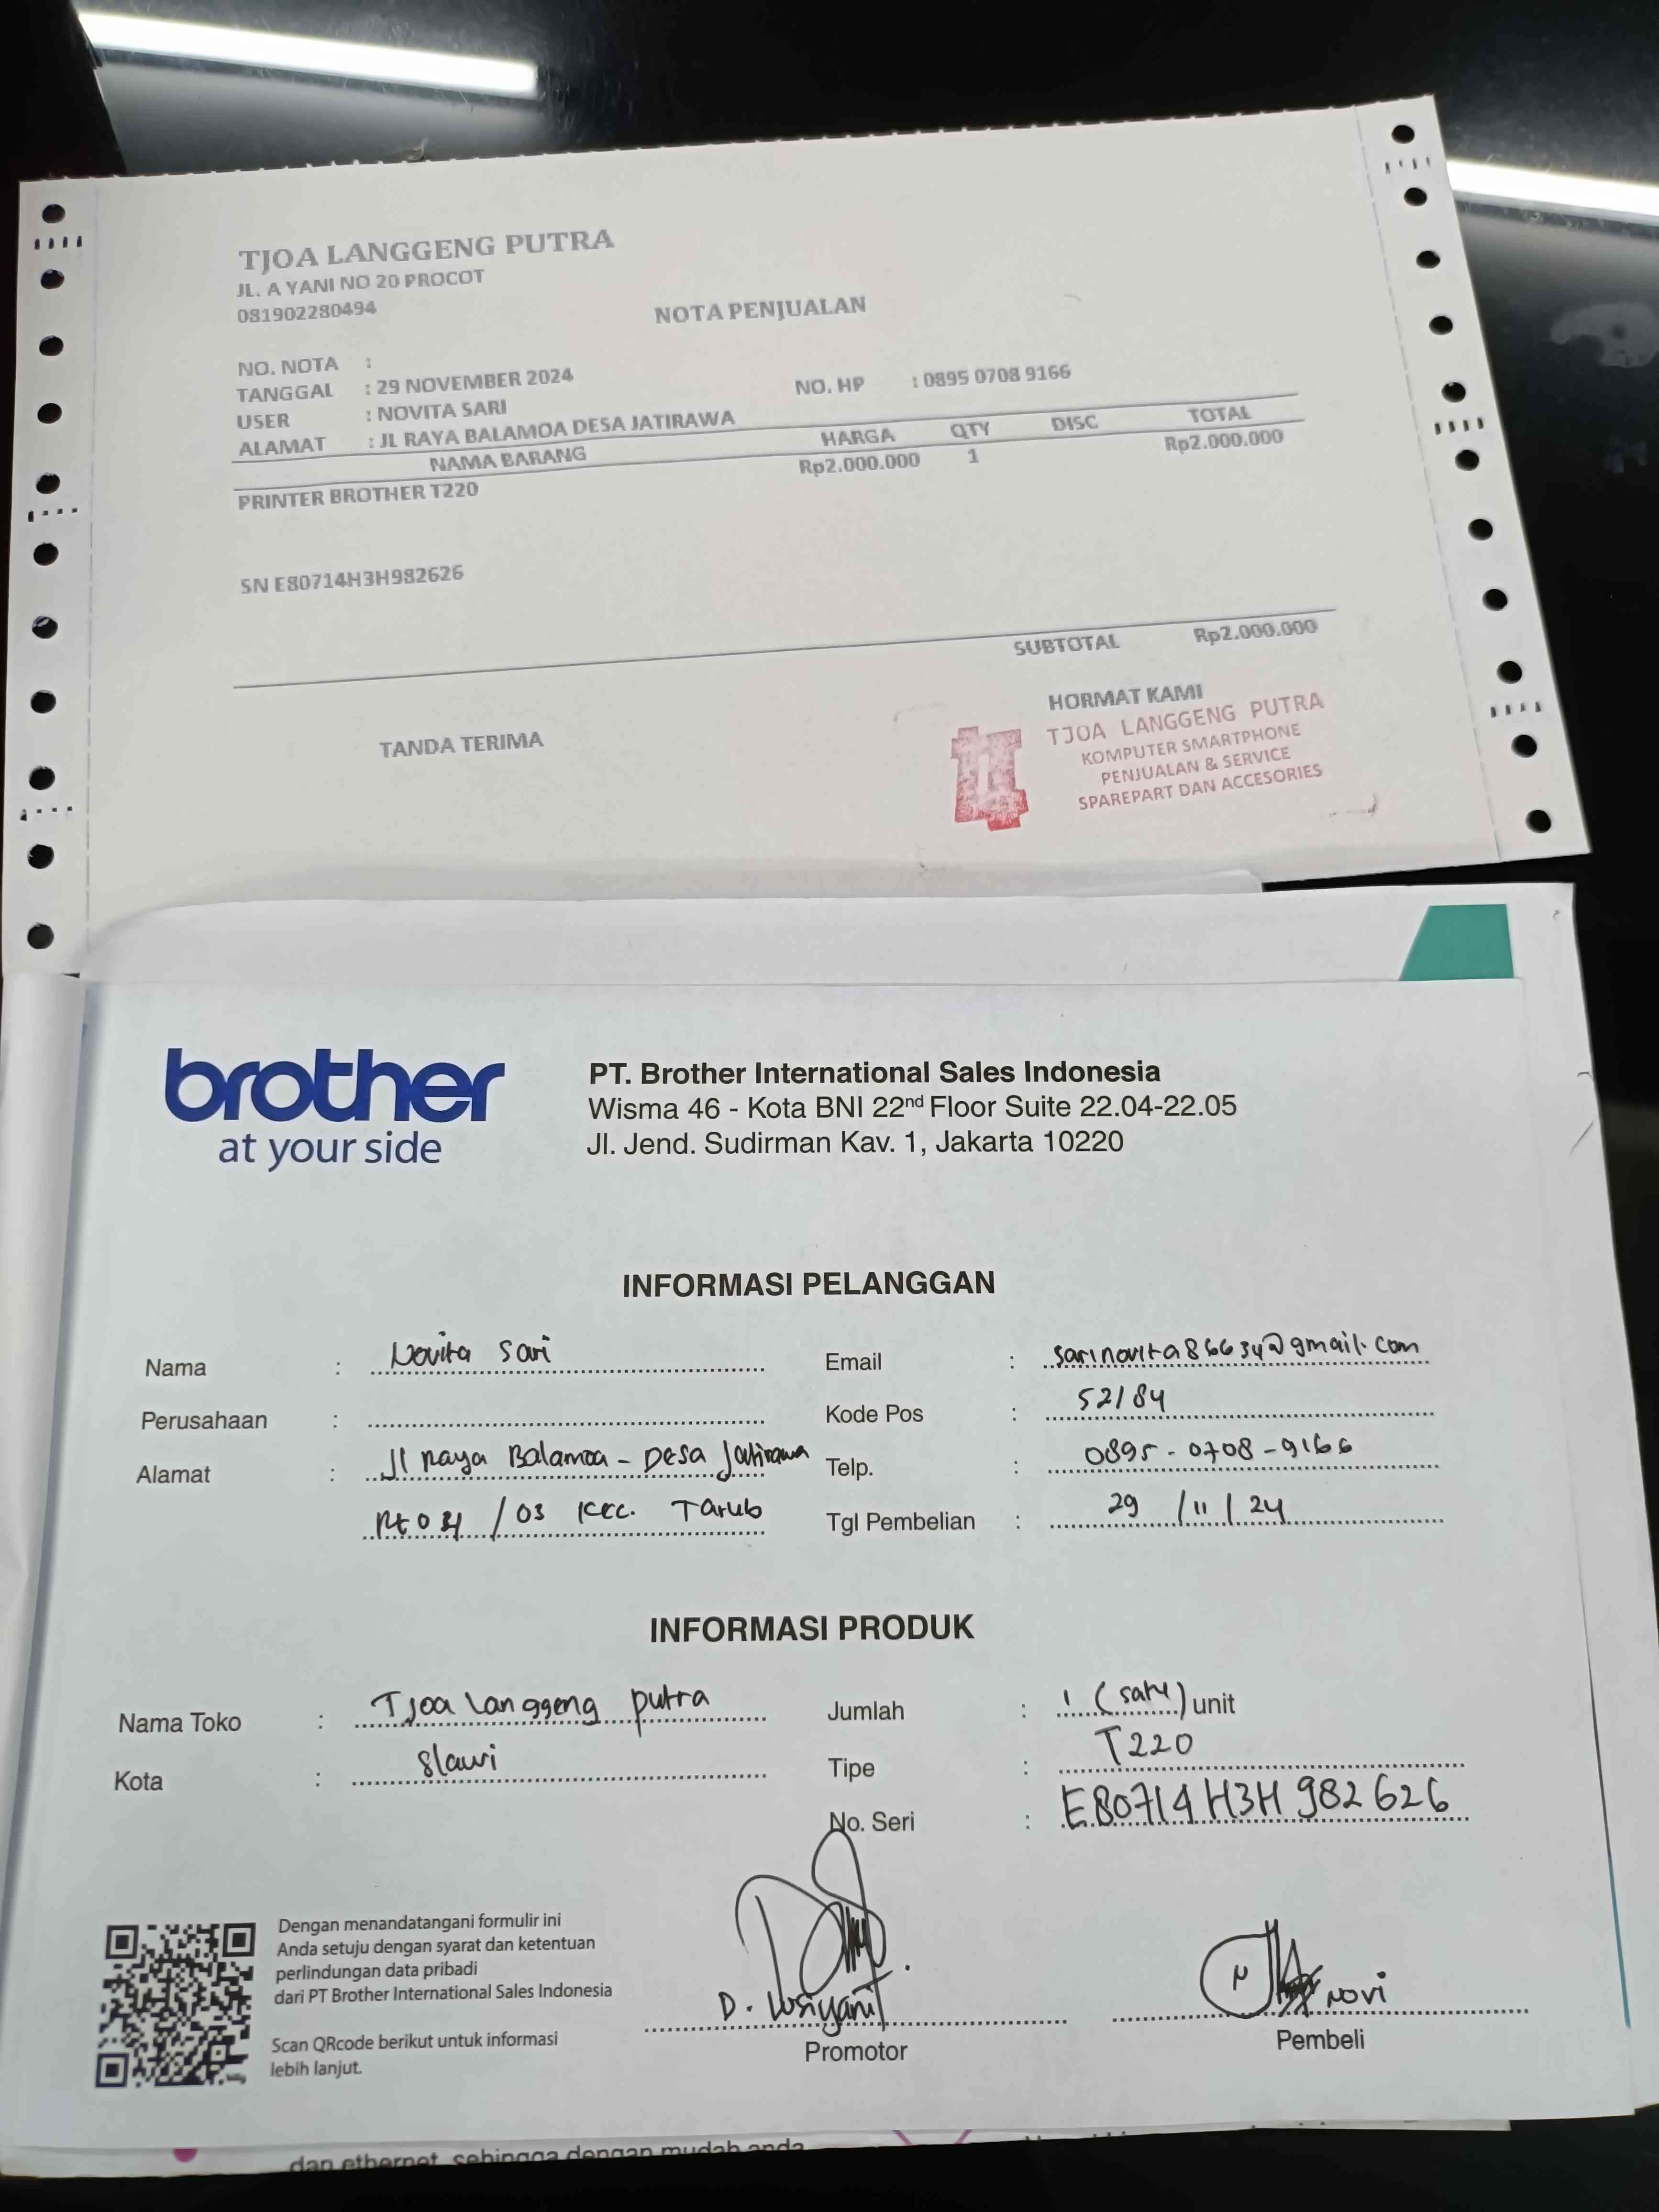 TJOA LANGGENG PUTRA
JL. A YANI NO 20 PROCOT
081902280494
NOTA PENJUALAN
NO. NOTA :
TANGGAL : 29 NOVEMBER 2024
NO. HP : 0895 0708 9166
USER : NOVITA SARI
ALAMAT : JL RAYA BALAMOA DESA JATIRAWA
NAMA BARANG HARGA QTY DISC TOTAL
PRINTER BROTHER T220 Rp2.000.000 1 Rp2.000.000
SN E80714H3H982626
SUBTOTAL Rp2.000.000
TANDA TERIMA
HORMAT KAMI
TJOA LANGGENG PUTRA
KOMPUTER SMARTPHONE
PENJUALAN & SERVICE
SPAREPART DAN ACCESORIES
brother
at your side
PT. Brother International Sales Indonesia
Wisma 46 - Kota BNI 22nd Floor Suite 22.04-22.05
Jl. Jend. Sudirman Kav. 1, Jakarta 10220
INFORMASI PELANGGAN
Nama : Novita Sari
Email : sarinovita86634@gmail.com
Perusahaan :
Kode Pos : 52184
Alamat : Jl Raya Balamoa - Desa Jatirawa
Telp. : 0895-0708-9166
/ 03 Kec. Tarub
Tgl Pembelian : 29 / 11 / 24
INFORMASI PRODUK
Nama Toko : Tjoa Langgeng putra
Jumlah : 1 (satu) unit
Kota : Slawi
Tipe : T220
No. Seri : E80714H3H982626
Dengan menandatangani formulir ini
Anda setuju dengan syarat dan ketentuan
perlindungan data pribadi
dari PT Brother International Sales Indonesia
Scan QRcode berikut untuk informasi
lebih lanjut.
D.
Promotor
N Novi
Pembeli
dan ethernet, sehingga dengan mudah anda